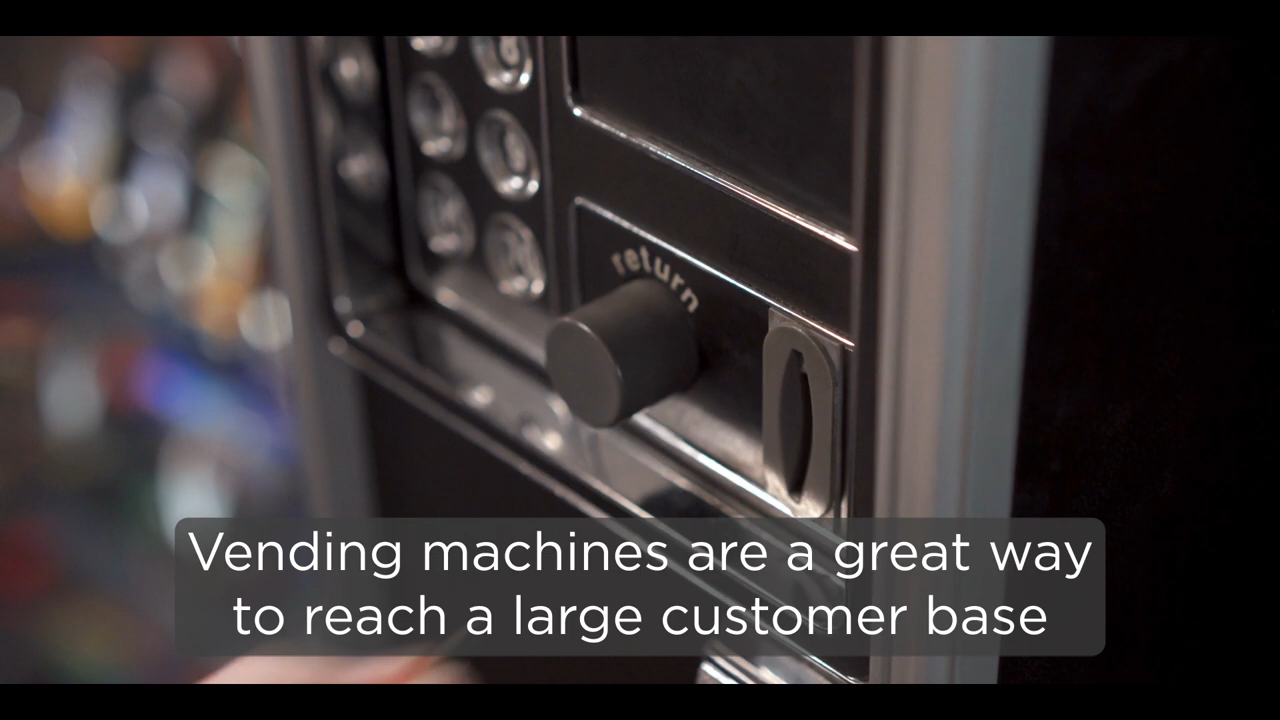 return
Vending machines are a great way
to reach a large customer base